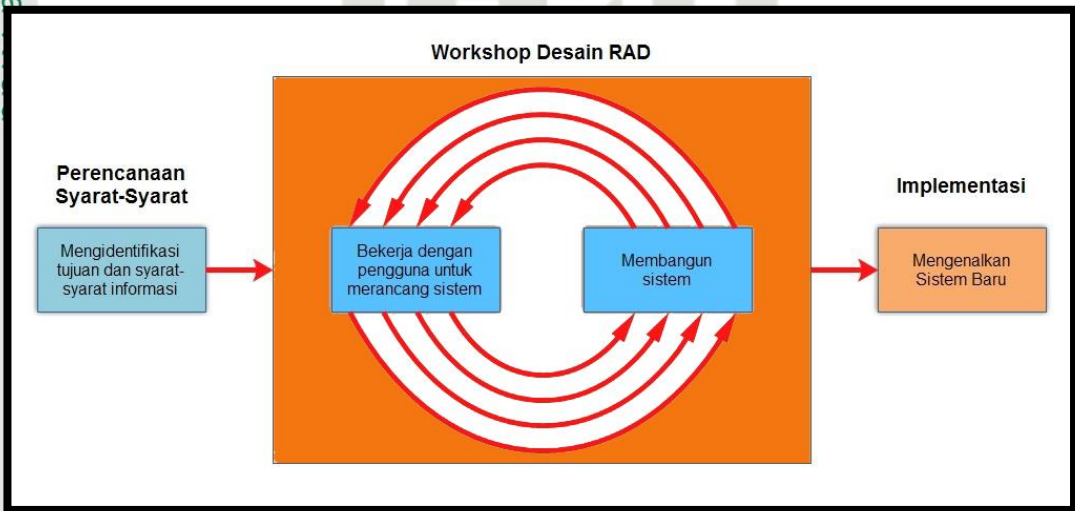 Workshop Desain RAD
Perencanaan
Syarat-Syarat
Mengidentifikasi
tujuan dan syarat-
syarat informasi
Bekerja dengan
pengguna untuk
merancang sistem
Membangun
sistem
Implementasi
Mengenalkan
Sistem Baru